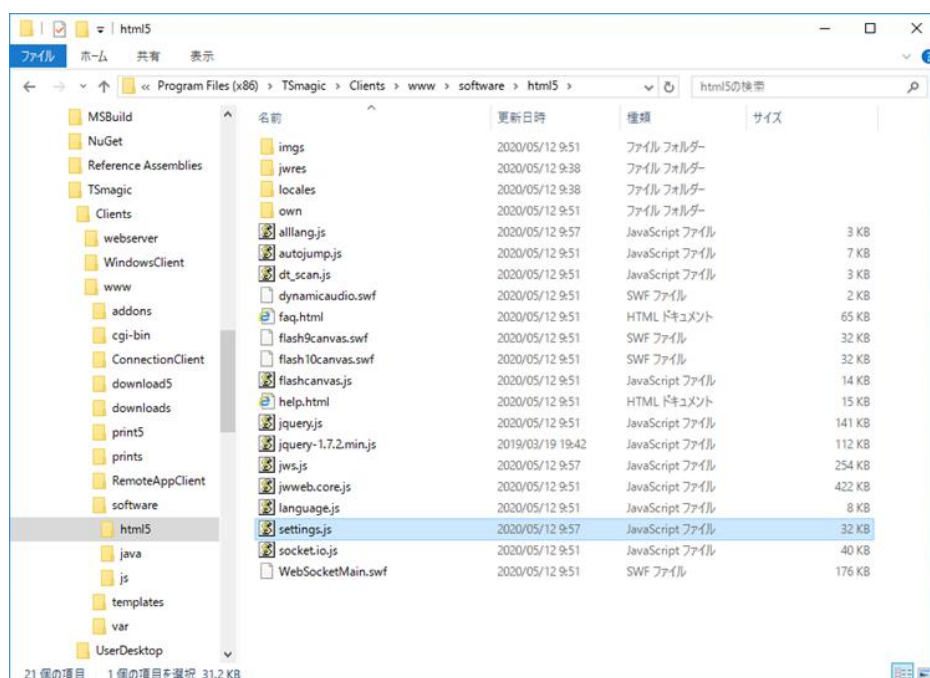 html5
ファイル ホーム 共有 表示
« Program Files (x86) › TSmagic › Clients › www › software › html5 › html5の検索
名前 更新日時 種類 サイズ
MSBuild
NuGet
Reference Assemblies
TSmagic
Clients
webserver
WindowsClient
www
addons
cgi-bin
ConnectionClient
download5
downloads
print5
prints
RemoteAppClient
software
html5
java
js
templates
var
UserDesktop
imgs 2020/05/12 9:51 ファイル フォルダー
jwres 2020/05/12 9:38 ファイル フォルダー
locales 2020/05/12 9:38 ファイル フォルダー
own 2020/05/12 9:51 ファイル フォルダー
alllang.js 2020/05/12 9:57 JavaScript ファイル 3 KB
autojump.js 2020/05/12 9:51 JavaScript ファイル 7 KB
dt_scan.js 2020/05/12 9:51 JavaScript ファイル 3 KB
dynamicaudio.swf 2020/05/12 9:51 SWF ファイル 2 KB
faq.html 2020/05/12 9:51 HTML ドキュメント 65 KB
flash9canvas.swf 2020/05/12 9:51 SWF ファイル 32 KB
flash10canvas.swf 2020/05/12 9:51 SWF ファイル 32 KB
flashcanvas.js 2020/05/12 9:51 JavaScript ファイル 14 KB
help.html 2020/05/12 9:51 HTML ドキュメント 15 KB
jquery.js 2020/05/12 9:51 JavaScript ファイル 141 KB
jquery-1.7.2.min.js 2019/03/19 19:42 JavaScript ファイル 112 KB
jws.js 2020/05/12 9:57 JavaScript ファイル 254 KB
jwweb.core.js 2020/05/12 9:51 JavaScript ファイル 422 KB
language.js 2020/05/12 9:51 JavaScript ファイル 8 KB
settings.js 2020/05/12 9:57 JavaScript ファイル 32 KB
socket.io.js 2020/05/12 9:51 JavaScript ファイル 40 KB
WebSocketMain.swf 2020/05/12 9:51 SWF ファイル 176 KB
21 個の項目 1 個の項目を選択 31.2 KB